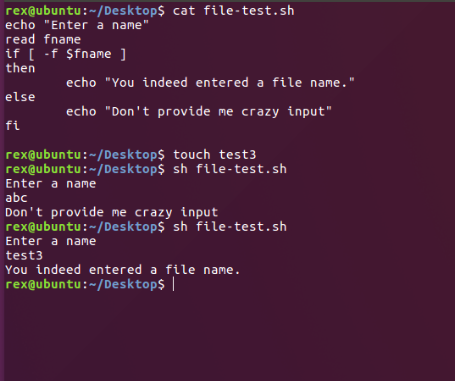 rex@ubuntu:~/Desktop$ cat file-test.sh
echo "Enter a name"
read fname
if [ -f $fname ]
then
        echo "You indeed entered a file name."
else
        echo "Don't provide me crazy input"
fi

rex@ubuntu:~/Desktop$ touch test3
rex@ubuntu:~/Desktop$ sh file-test.sh
Enter a name
abc
Don't provide me crazy input
rex@ubuntu:~/Desktop$ sh file-test.sh
Enter a name
test3
You indeed entered a file name.
rex@ubuntu:~/Desktop$